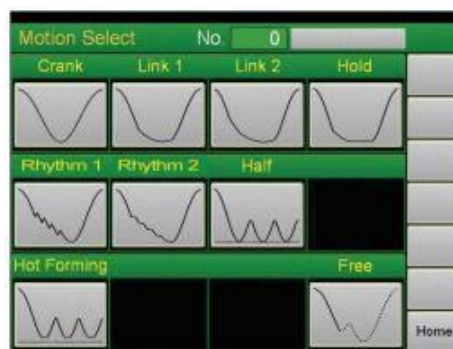 Motion Select No. 0
Crank Link 1 Link 2 Hold
Rhythm 1 Rhythm 2 Half
Hot Forming Free
Home